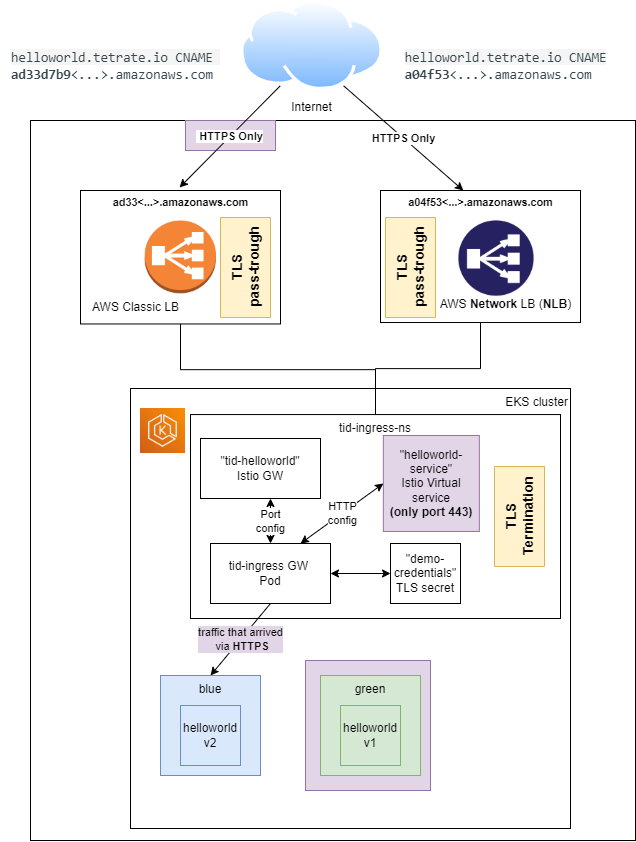 helloworld.tetrate.io CNAME
ad33d7b9<...>.amazonaws.com
helloworld.tetrate.io CNAME
a04f53<...>.amazonaws.com
Internet
HTTPS Only
HTTPS Only
ad33<...>.amazonaws.com
TLS
pass-trough
AWS Classic LB
a04f53<...>.amazonaws.com
TLS
pass-trough
AWS Network LB (NLB)
EKS cluster
K
tid-ingress-ns
"tid-helloworld"
Istio GW
"helloworld-
service"
Istio Virtual
service
(only port 443)
TLS
Termination
Port
config
HTTP
config
tid-ingress GW
Pod
"demo-
credentials"
TLS secret
traffic that arrived
via HTTPS
blue
helloworld
v2
green
helloworld
v1